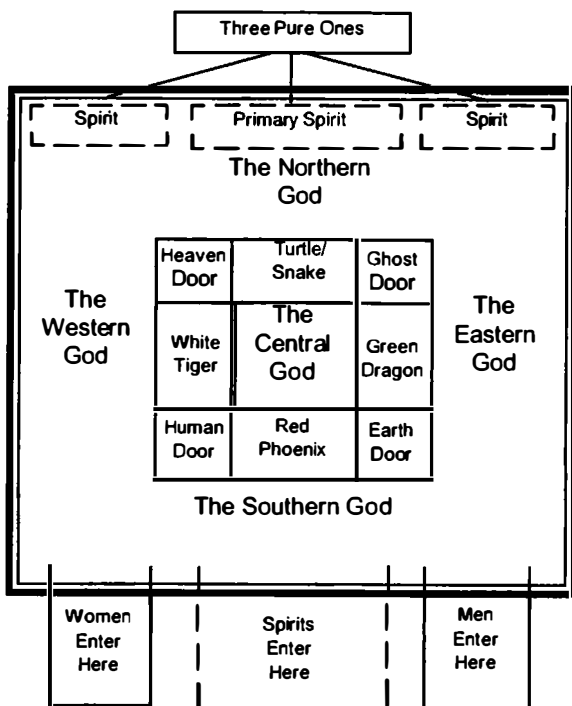 Three Pure Ones
Spirit
Primary Spirit
Spirit
The Northern
God
Heaven
Door
Turtle/
Snake
Ghost
Door
The
Western
God
White
Tiger
The
Central
God
Green
Dragon
The
Eastern
God
Human
Door
Red
Phoenix
Earth
Door
The Southern God
Women
Enter
Here
Spirits
Enter
Here
Men
Enter
Here